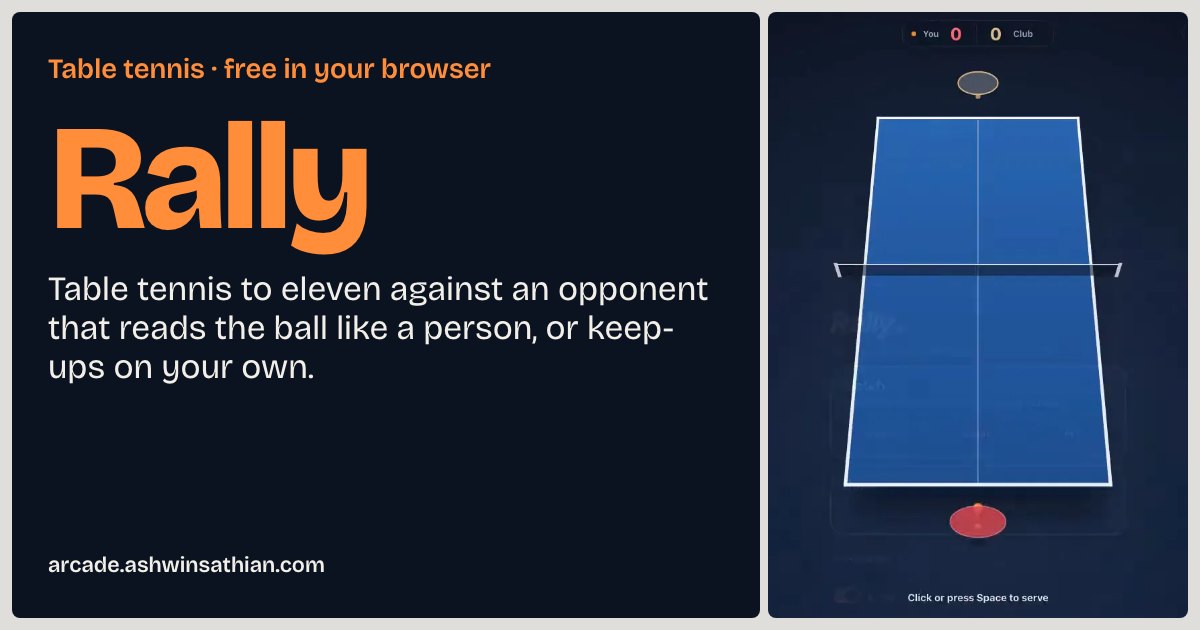 Table tennis · free in your browser
Rally
Table tennis to eleven against an opponent
that reads the ball like a person, or keep-
ups on your own.
arcade.ashwinsathian.com
You 0 0 Club
Click or press Space to serve